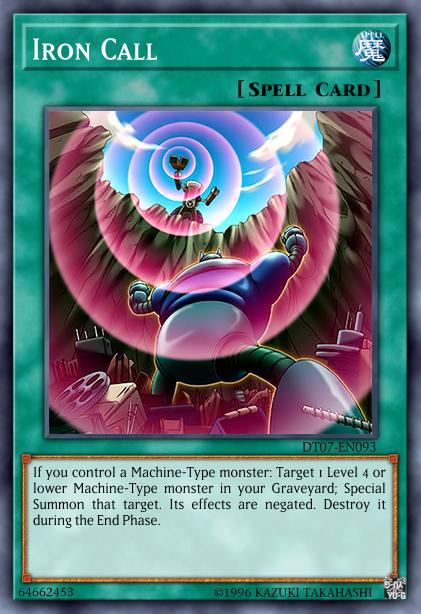 IRON CALL
SPELL
魔
[SPELL CARD]
DT07-EN093
If you control a Machine-Type monster: Target 1 Level 4 or
lower Machine-Type monster in your Graveyard; Special
Summon that target. Its effects are negated. Destroy it
during the End Phase.
64662453
©1996 KAZUKI TAKAHASHI